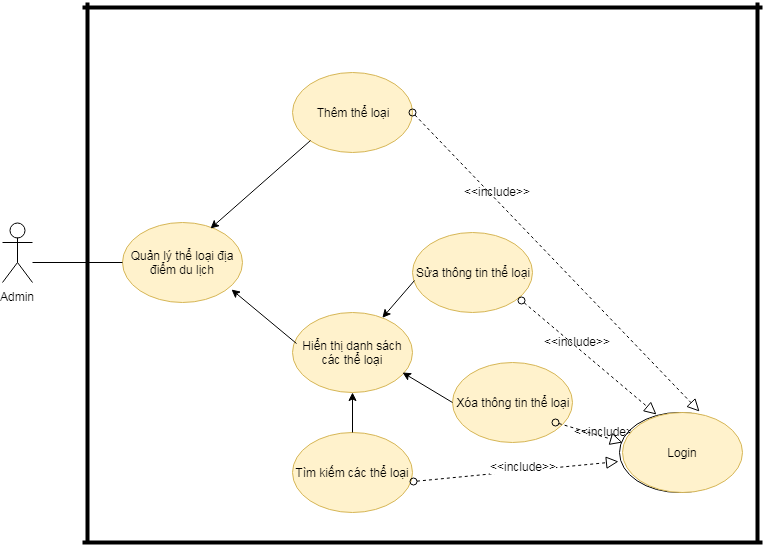 Thêm thể loại
<<include>>
Quản lý thể loại địa
điểm du lịch
Sửa thông tin thể loại
Admin
Hiển thị danh sách
các thể loại
<<include>>
Xóa thông tin thể loại
<<include>
Login
Tìm kiếm các thể loại
<<include>>